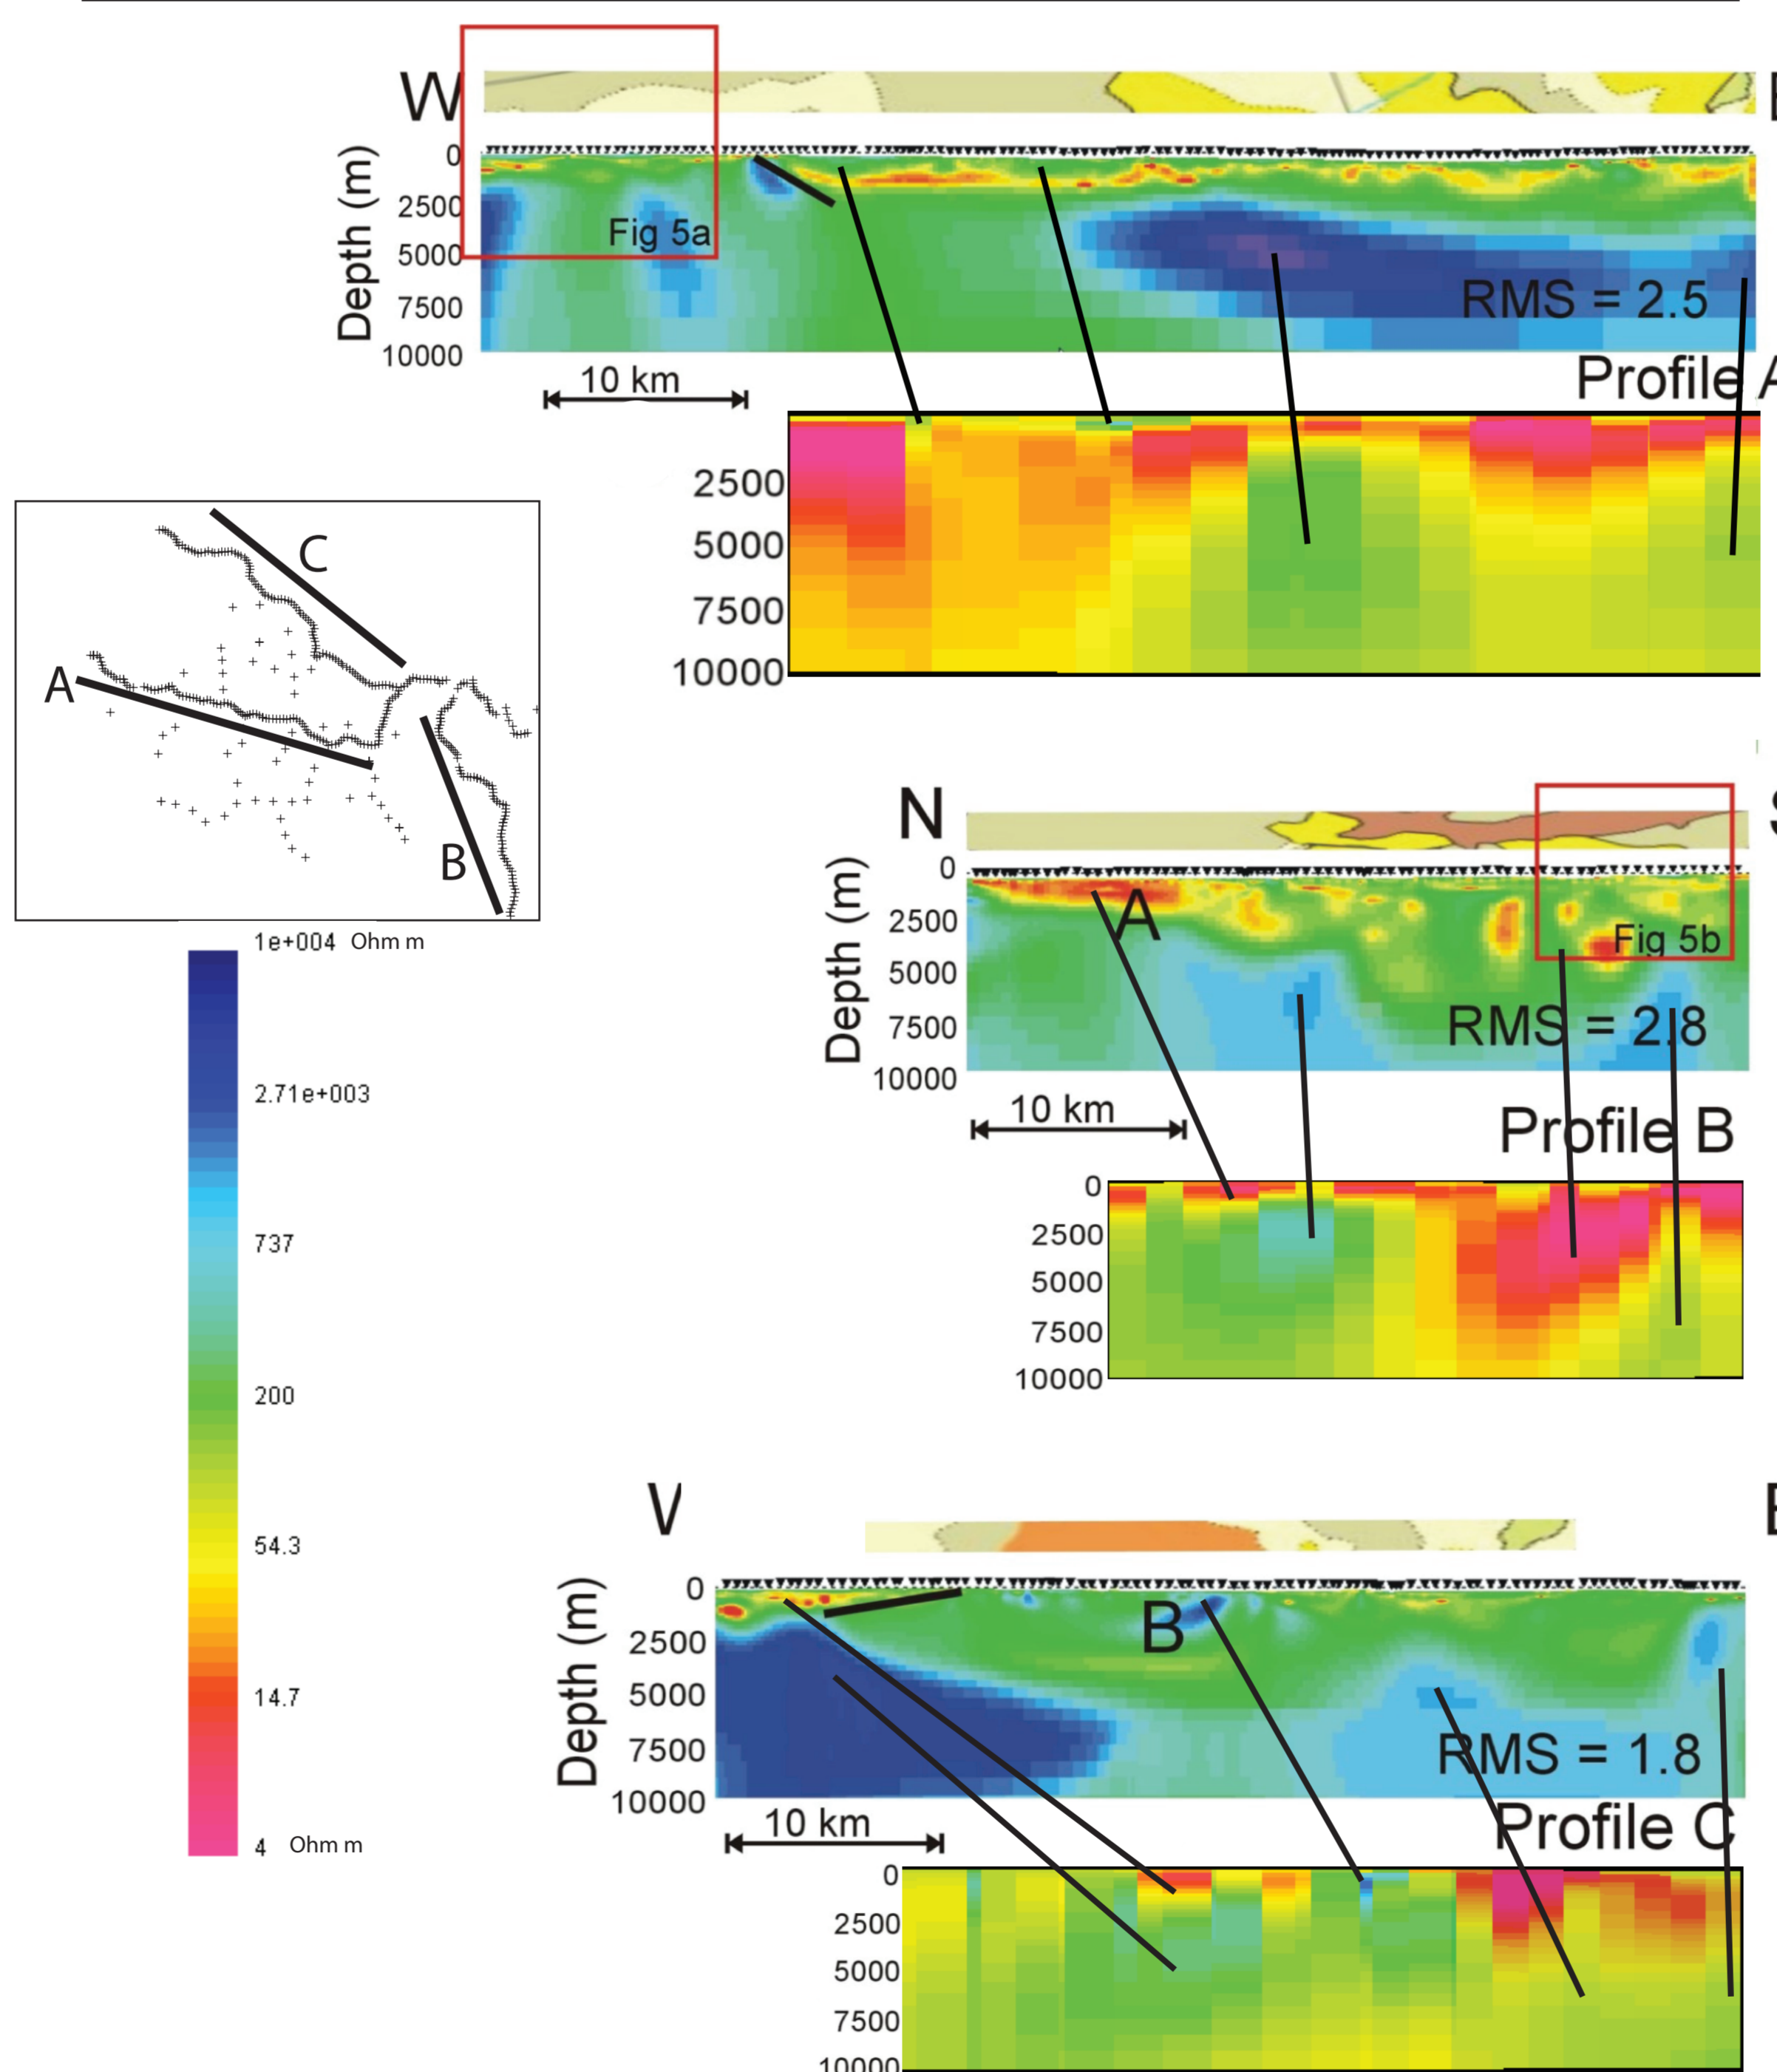 W E
Depth (m)
0
2500
5000
7500
10000
Fig 5a
RMS = 2.5
10 km
Profile A
2500
5000
7500
10000
C
A
B
N S
Depth (m)
0
2500
5000
7500
10000
A
Fig 5b
RMS = 2.8
10 km
Profile B
0
2500
5000
7500
10000
1e+004 Ohm m
2.71e+003
737
200
54.3
14.7
4 Ohm m
E
Depth (m)
0
2500
5000
7500
10000
B
RMS = 1.8
10 km
Profile C
0
2500
5000
7500
10000